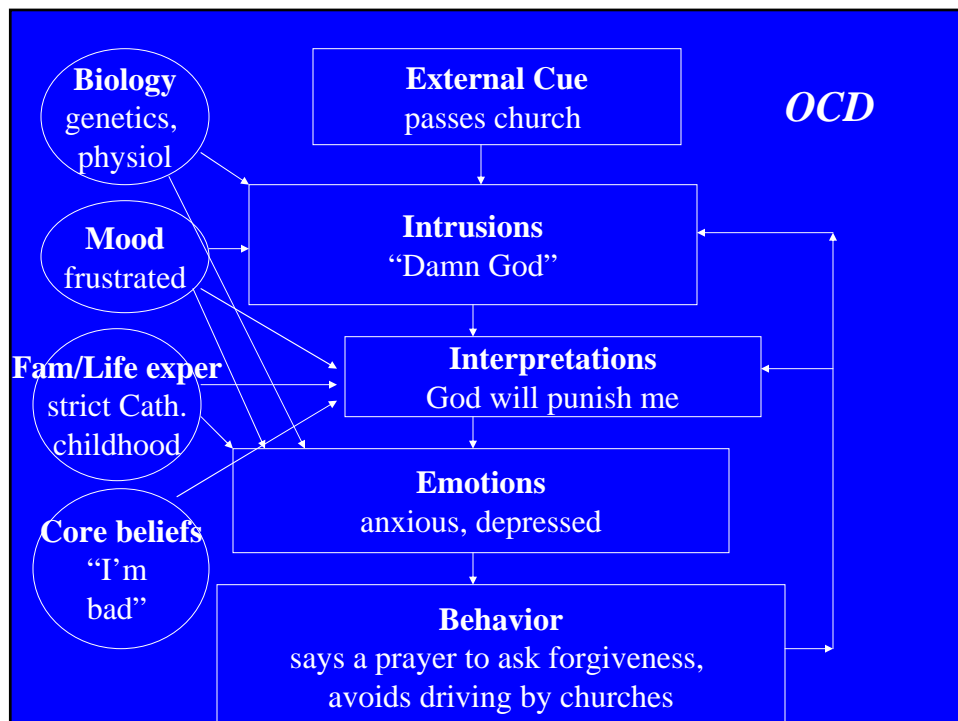 Biology
genetics,
physiol
External Cue
passes church
OCD
Mood
frustrated
Intrusions
“Damn God”
Fam/Life exper
strict Cath.
childhood
Interpretations
God will punish me
Core beliefs
“I’m
bad”
Emotions
anxious, depressed
Behavior
says a prayer to ask forgiveness,
avoids driving by churches